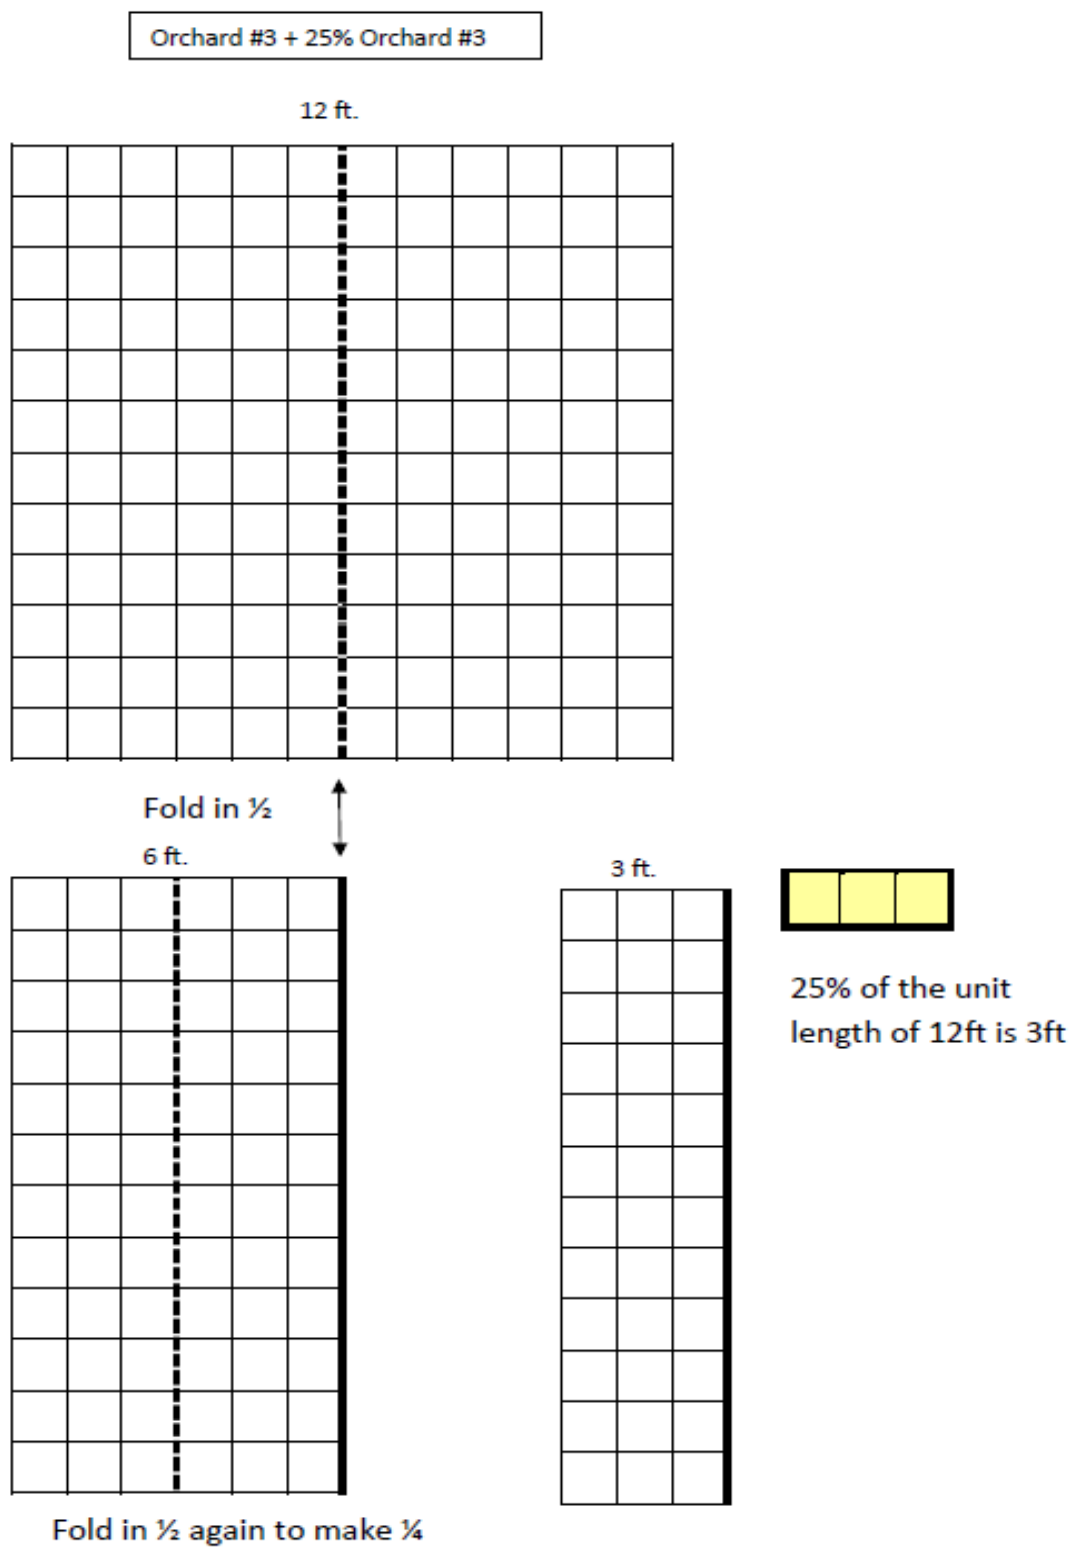 Orchard #3 + 25% Orchard #3
12 ft.
Fold in ½
6 ft.
3 ft.
25% of the unit
length of 12ft is 3ft
Fold in ½ again to make ¼